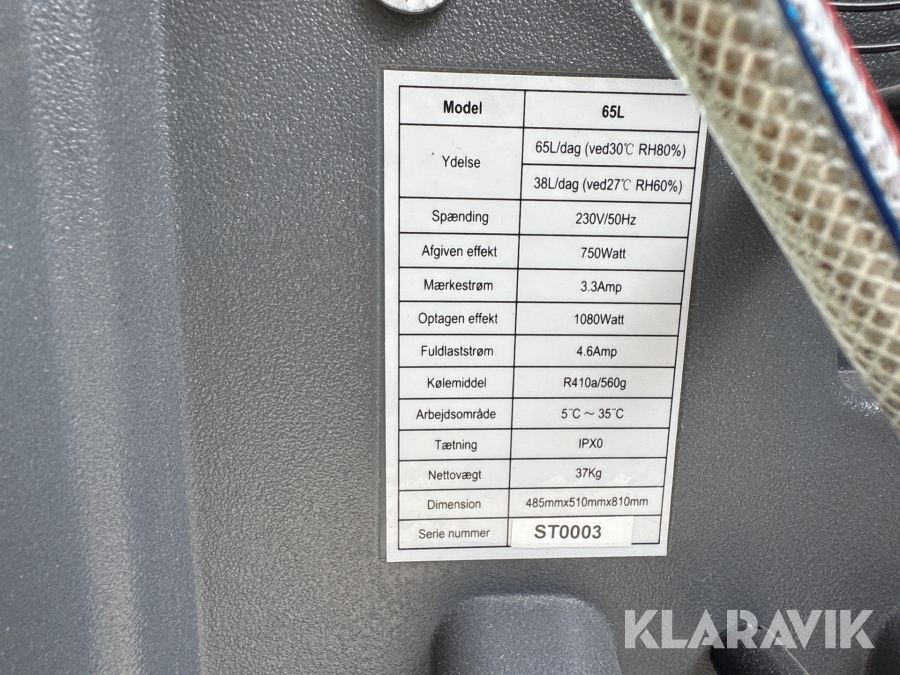 Model 65L
Ydelse 65L/dag (ved30℃ RH80%)
38L/dag (ved27℃ RH60%)
Spænding 230V/50Hz
Afgiven effekt 750Watt
Mærkestrøm 3.3Amp
Optagen effekt 1080Watt
Fuldlaststrøm 4.6Amp
Kølemiddel R410a/560g
Arbejdsområde 5¨C ~ 35¨C
Tætning IPX0
Nettovægt 37Kg
Dimension 485mmx510mmx810mm
Serie nummer ST0003
KLARAVIK